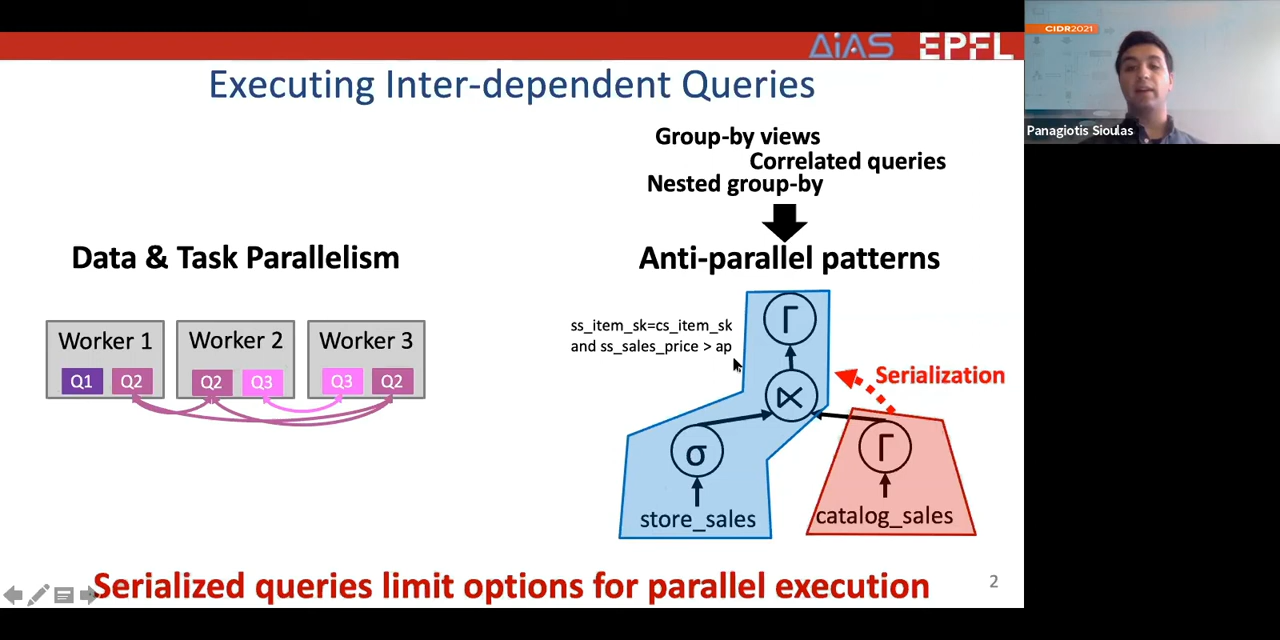 AiAS EPFL
CIDR2021
Panagiotis Sioulas
Executing Inter-dependent Queries
Group-by views
Correlated queries
Nested group-by
Data & Task Parallelism
Anti-parallel patterns
Worker 1
Q1 Q2
Worker 2
Q2 Q3
Worker 3
Q3 Q2
ss_item_sk=cs_item_sk
and ss_sales_price > ap
Γ
⋉
Serialization
σ
Γ
store_sales
catalog_sales
Serialized queries limit options for parallel execution
2